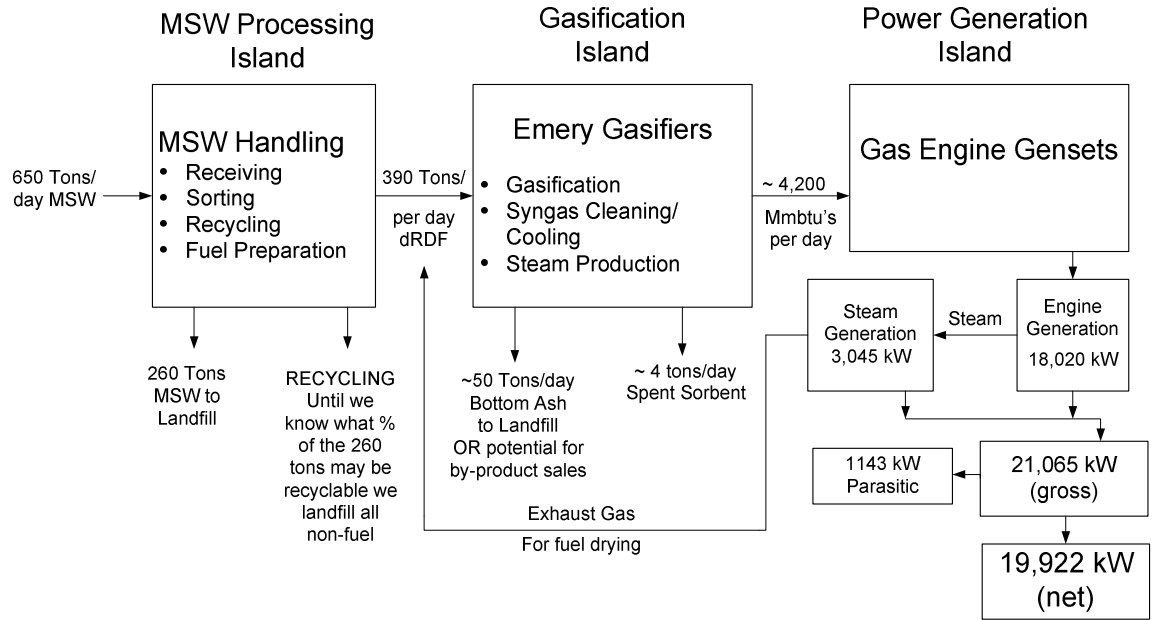 MSW Processing
Island
Gasification
Island
Power Generation
Island
650 Tons/
day MSW
MSW Handling
• Receiving
• Sorting
• Recycling
• Fuel Preparation
390 Tons/
per day
dRDF
Emery Gasifiers
• Gasification
• Syngas Cleaning/
Cooling
• Steam Production
~ 4,200
Mmbtu's
per day
Gas Engine Gensets
Steam
Generation
3,045 kW
Steam
Engine
Generation
18,020 kW
260 Tons
MSW to
Landfill
RECYCLING
Until we
know what %
of the 260
tons may be
recyclable we
landfill all
non-fuel
~50 Tons/day
Bottom Ash
to Landfill
OR potential for
by-product sales
~ 4 tons/day
Spent Sorbent
1143 kW
Parasitic
21,065 kW
(gross)
Exhaust Gas
For fuel drying
19,922 kW
(net)